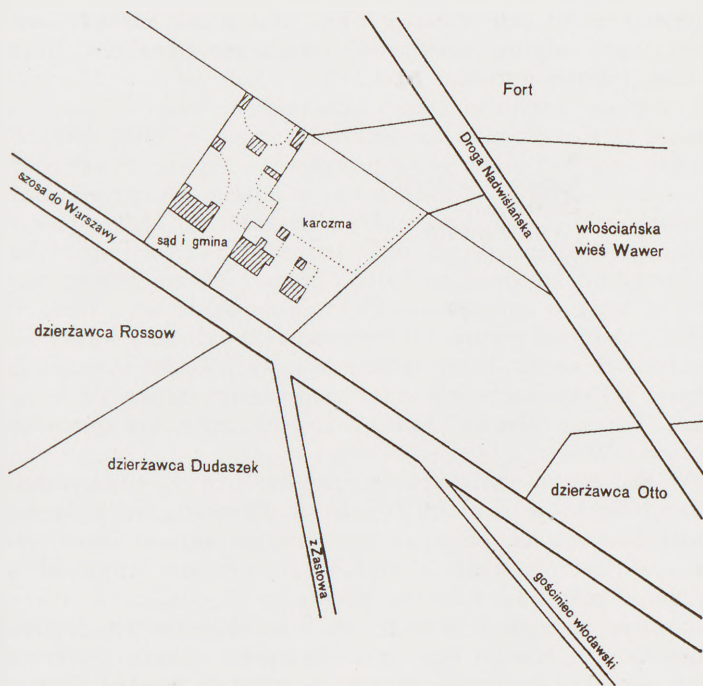 Fort
Droga Nadwiślańska
szosa do Warszawy
karczma
włościańska
wieś Wawer
sąd i gmina
dzierżawca Rossow
dzierżawca Dudaszek
dzierżawca Otto
z Zastowa
gościniec włodawski